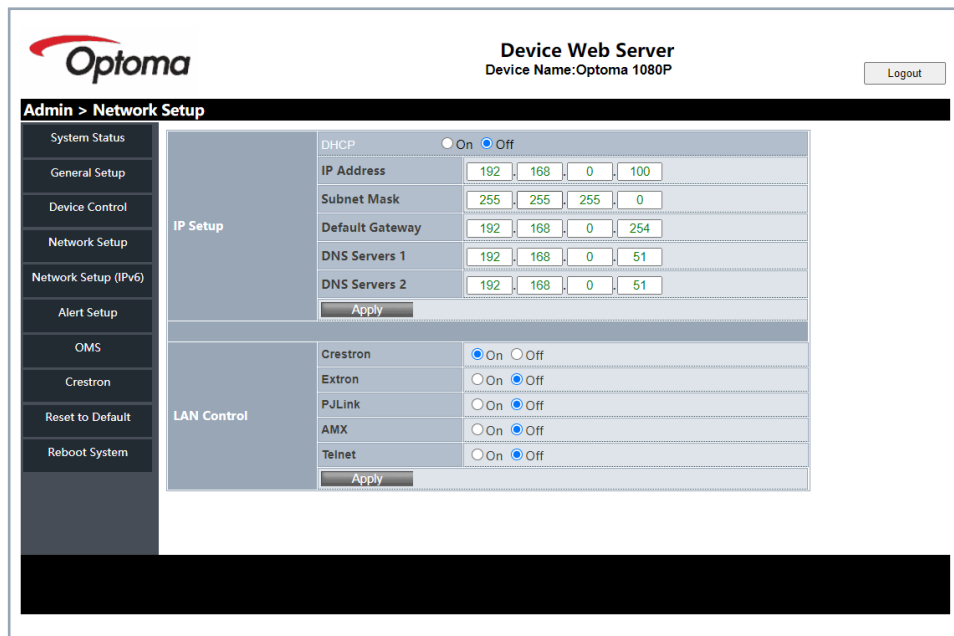 Optoma
Device Web Server
Device Name:Optoma 1080P
Logout
Admin > Network Setup
System Status
General Setup
Device Control
Network Setup
Network Setup (IPv6)
Alert Setup
OMS
Crestron
Reset to Default
Reboot System
IP Setup
DHCP On Off
IP Address 192 . 168 . 0 . 100
Subnet Mask 255 . 255 . 255 . 0
Default Gateway 192 . 168 . 0 . 254
DNS Servers 1 192 . 168 . 0 . 51
DNS Servers 2 192 . 168 . 0 . 51
Apply
LAN Control
Crestron On Off
Extron On Off
PJLink On Off
AMX On Off
Telnet On Off
Apply